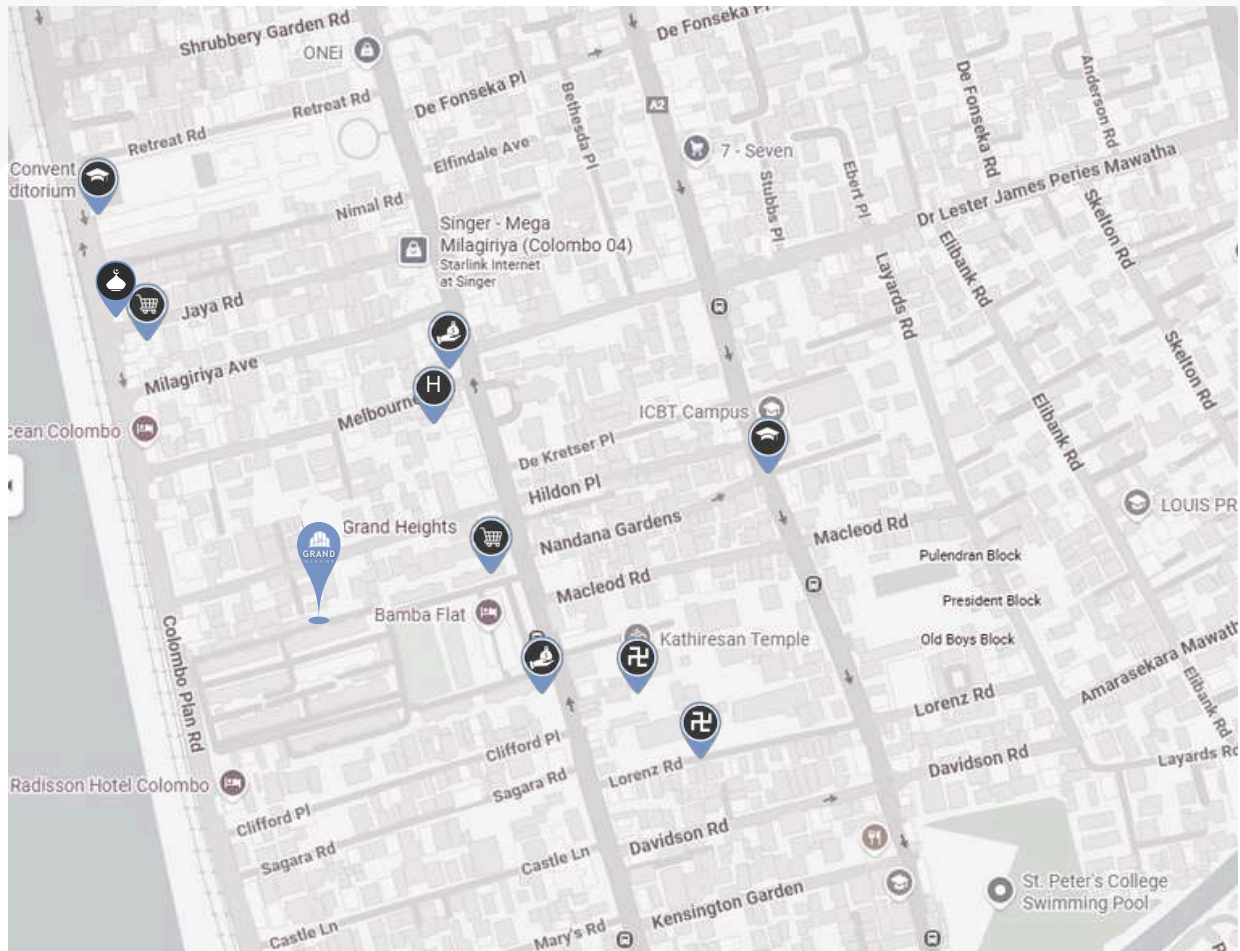 Shrubbery Garden Rd
De Fonseka Pl
ONEi
De Fonseka Pl
Retreat Rd
Retreat Rd
A2
Bethesda Pl
De Fonseka Rd
Anderson Rd
Elfindale Ave
7 - Seven
Convent
ditorium
Stubbs Pl
Ebert Pl
Dr Lester James Peries Mawatha
Nimal Rd
Singer - Mega
Milagiriya (Colombo 04)
Starlink Internet
at Singer
Skelton Rd
Elibank Rd
Layards Rd
Jaya Rd
Milagiriya Ave
Skelton Rd
H
Melbourne
ICBT Campus
cean Colombo
Elibank Rd
De Kretser Pl
Hildon Pl
LOUIS PR
Grand Heights
GRAND
Nandana Gardens
Macleod Rd
Pulendran Block
Macleod Rd
President Block
Bamba Flat
Kathiresan Temple
Old Boys Block
Colombo Plan Rd
Amarasekara Mawath
Lorenz Rd
Elibank Rd
Clifford Pl
Lorenz Rd
Davidson Rd
Layards Rd
Radisson Hotel Colombo
Sagara Rd
Clifford Pl
Davidson Rd
Sagara Rd
Castle Ln
St. Peter's College
Swimming Pool
Kensington Garden
Castle Ln
Mary's Rd